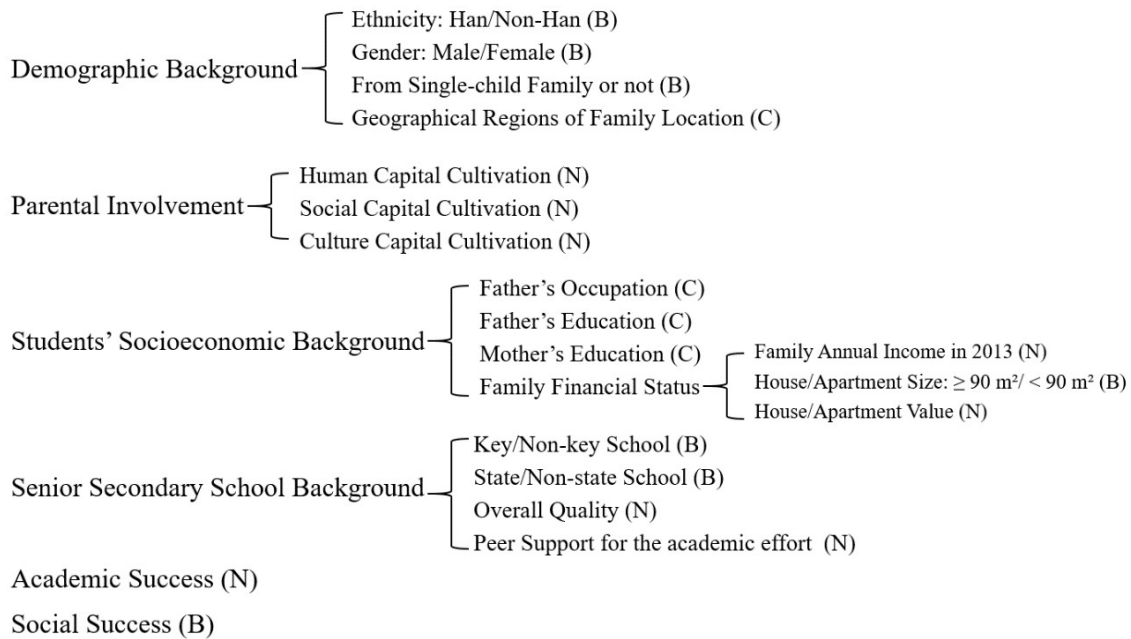 Demographic Background
Ethnicity: Han/Non-Han (B)
Gender: Male/Female (B)
From Single-child Family or not (B)
Geographical Regions of Family Location (C)
Parental Involvement
Human Capital Cultivation (N)
Social Capital Cultivation (N)
Culture Capital Cultivation (N)
Students’ Socioeconomic Background
Father’s Occupation (C)
Father’s Education (C)
Mother’s Education (C)
Family Financial Status
Family Annual Income in 2013 (N)
House/Apartment Size: ≥ 90 m²/ < 90 m² (B)
House/Apartment Value (N)
Senior Secondary School Background
Key/Non-key School (B)
State/Non-state School (B)
Overall Quality (N)
Peer Support for the academic effort (N)
Academic Success (N)
Social Success (B)